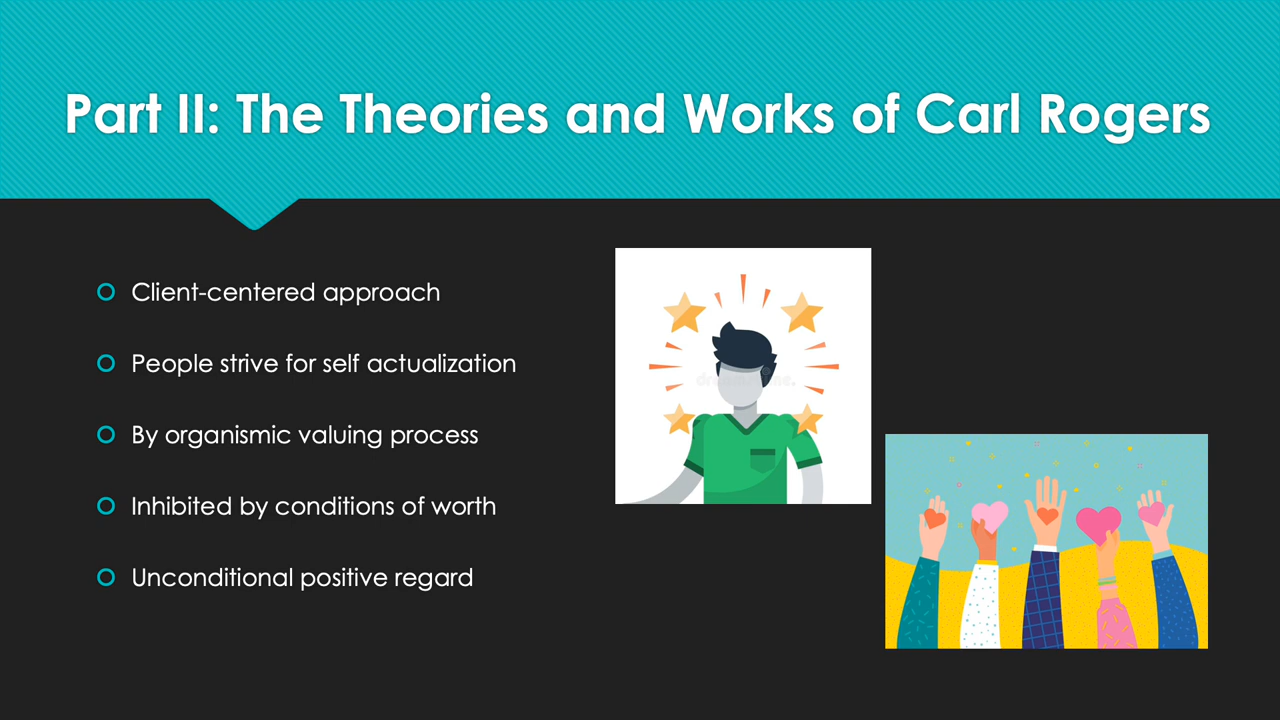 Part II: The Theories and Works of Carl Rogers
Client-centered approach
People strive for self actualization
By organismic valuing process
Inhibited by conditions of worth
Unconditional positive regard